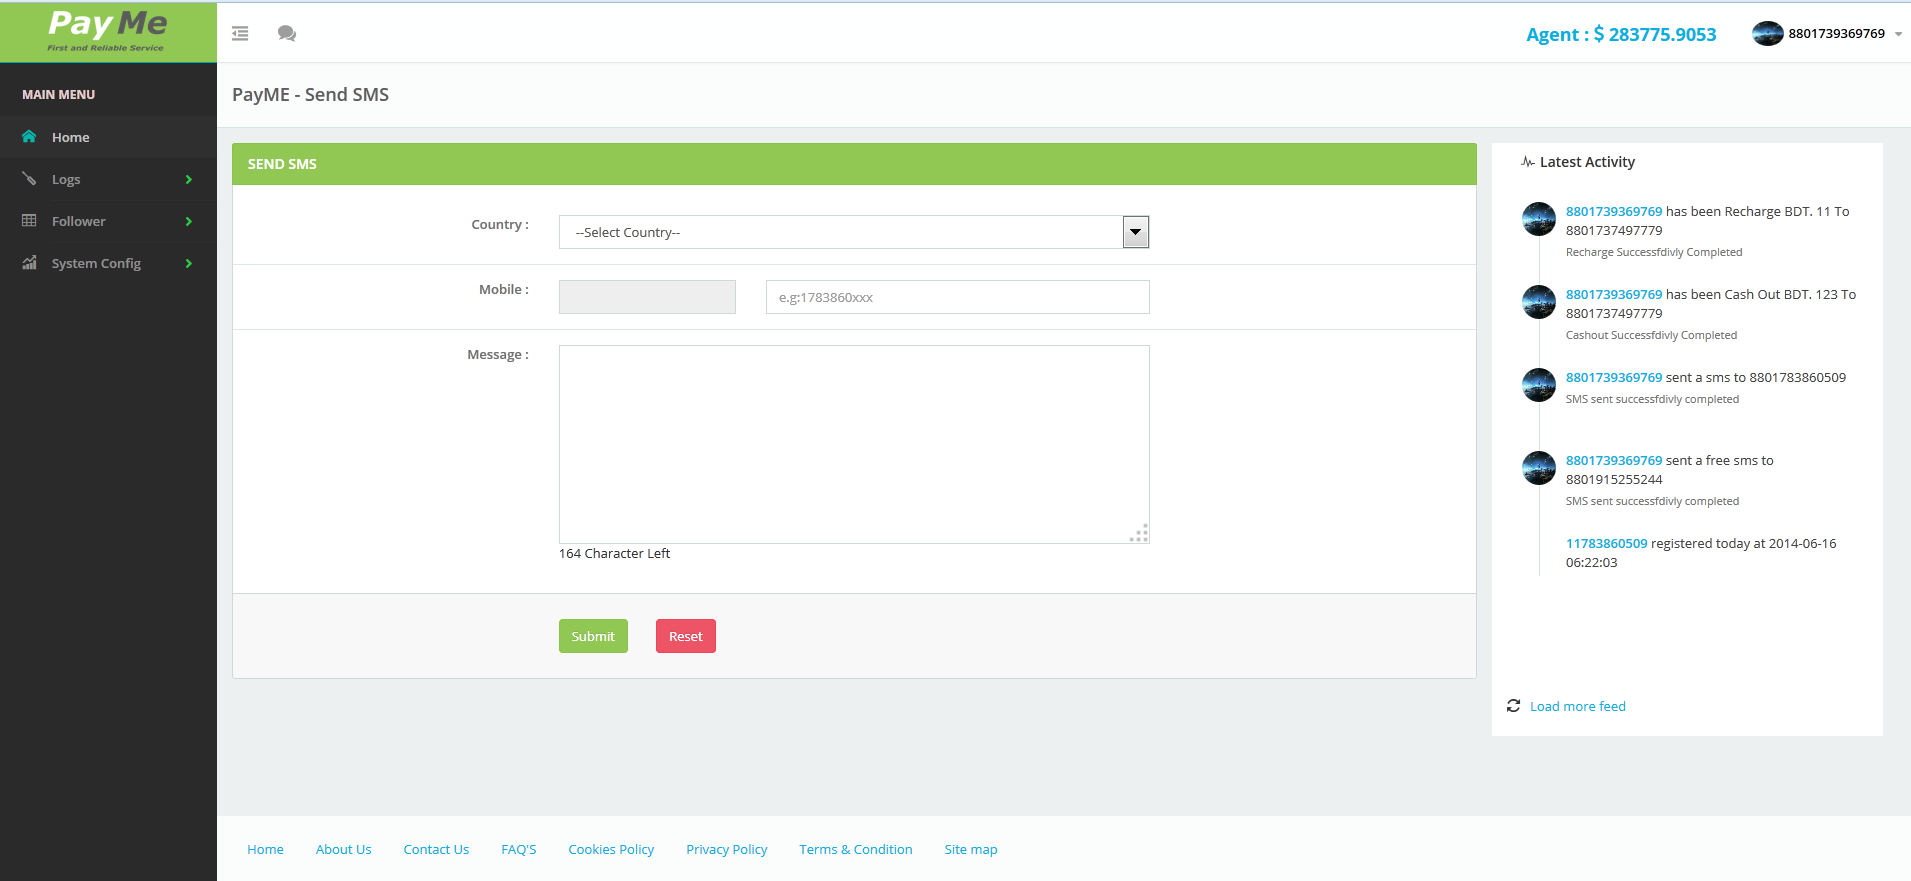 Pay Me
First and Reliable Service
Agent : $ 283775.9053
8801739369769
MAIN MENU
Home
Logs
Follower
System Config
PayME - Send SMS
SEND SMS
Country :
--Select Country--
Mobile :
e.g:1783860xxx
Message :
164 Character Left
Submit
Reset
Latest Activity
8801739369769 has been Recharge BDT. 11 To
8801737497779
Recharge Successfdivly Completed
8801739369769 has been Cash Out BDT. 123 To
8801737497779
Cashout Successfdivly Completed
8801739369769 sent a sms to 8801783860509
SMS sent successfdivly completed
8801739369769 sent a free sms to
8801915255244
SMS sent successfdivly completed
11783860509 registered today at 2014-06-16
06:22:03
Load more feed
Home
About Us
Contact Us
FAQ'S
Cookies Policy
Privacy Policy
Terms & Condition
Site map